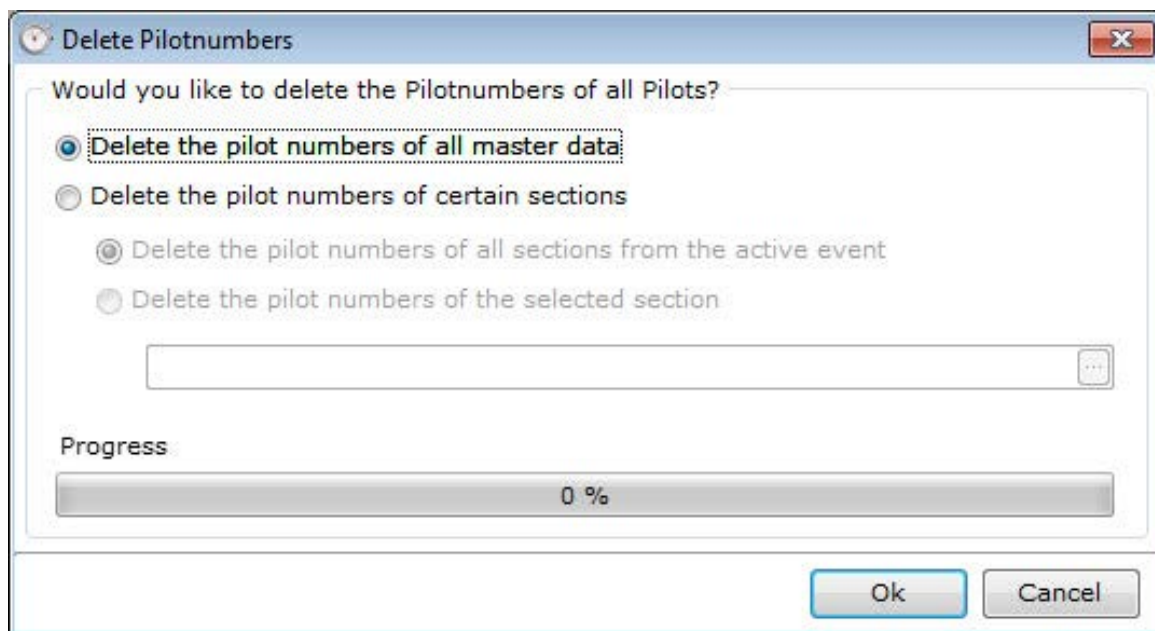 Delete Pilotnumbers
Would you like to delete the Pilotnumbers of all Pilots?
Delete the pilot numbers of all master data
Delete the pilot numbers of certain sections
Delete the pilot numbers of all sections from the active event
Delete the pilot numbers of the selected section
...
Progress
0 %
Ok
Cancel